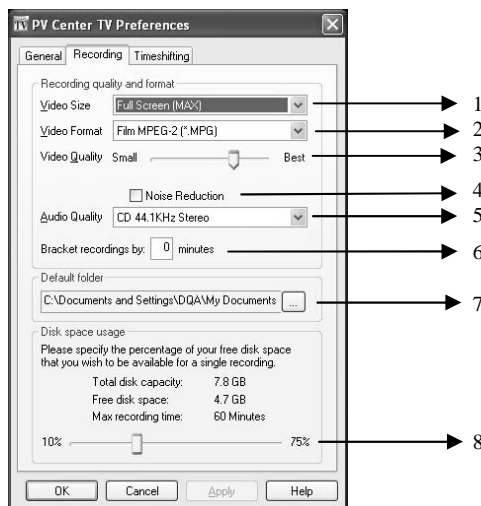 PV Center TV Preferences
General Recording Timeshifting
Recording quality and format
Video Size Full Screen (MAX) 1
Video Format Film MPEG-2 (*.MPG) 2
Video Quality Small Best 3
Noise Reduction 4
Audio Quality CD 44.1KHz Stereo 5
Bracket recordings by: 0 minutes 6
Default folder
C:\Documents and Settings\DQA\My Documents ... 7
Disk space usage
Please specify the percentage of your free disk space
that you wish to be available for a single recording.
Total disk capacity: 7.8 GB
Free disk space: 4.7 GB
Max recording time: 60 Minutes
10% 75% 8
OK Cancel Apply Help